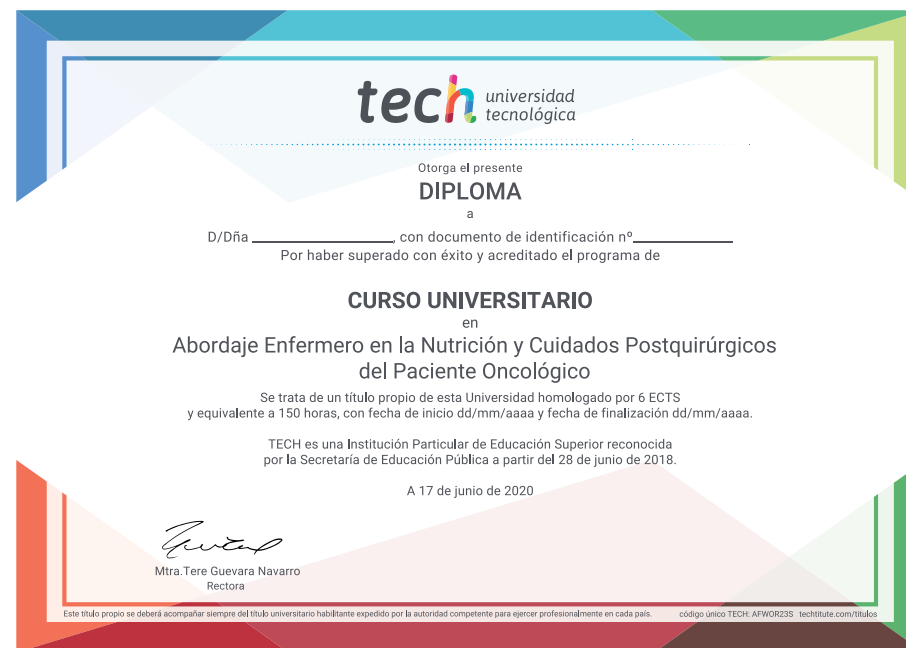 tech universidad
tecnológica
Otorga el presente
DIPLOMA
a
D/Dña ____________________, con documento de identificación nº______________
Por haber superado con éxito y acreditado el programa de
CURSO UNIVERSITARIO
en
Abordaje Enfermero en la Nutrición y Cuidados Postquirúrgicos
del Paciente Oncológico
Se trata de un título propio de esta Universidad homologado por 6 ECTS
y equivalente a 150 horas, con fecha de inicio dd/mm/aaaa y fecha de finalización dd/mm/aaaa.
TECH es una Institución Particular de Educación Superior reconocida
por la Secretaría de Educación Pública a partir del 28 de junio de 2018.
A 17 de junio de 2020
Mtra.Tere Guevara Navarro
Rectora
Este título propio se deberá acompañar siempre del título universitario habilitante expedido por la autoridad competente para ejercer profesionalmente en cada país. código único TECH: AFWOR23S techtitute.com/titulos